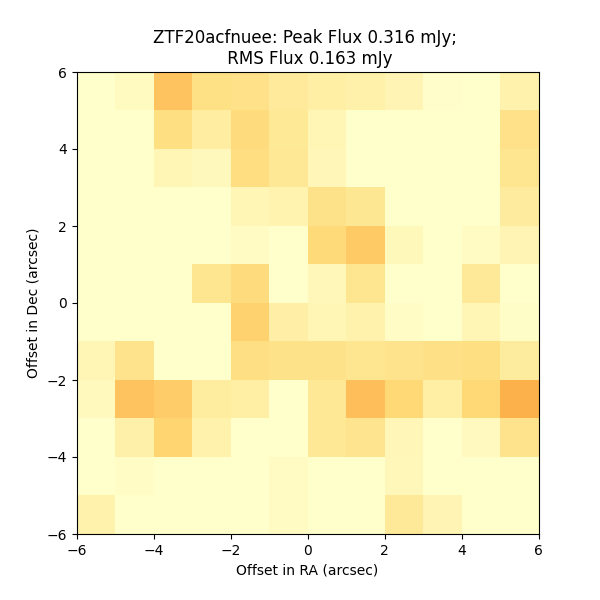 ZTF20acfnuee: Peak Flux 0.316 mJy;
RMS Flux 0.163 mJy
6
4
2
0
−2
−4
−6
Offset in Dec (arcsec)
−6 −4 −2 0 2 4 6
Offset in RA (arcsec)